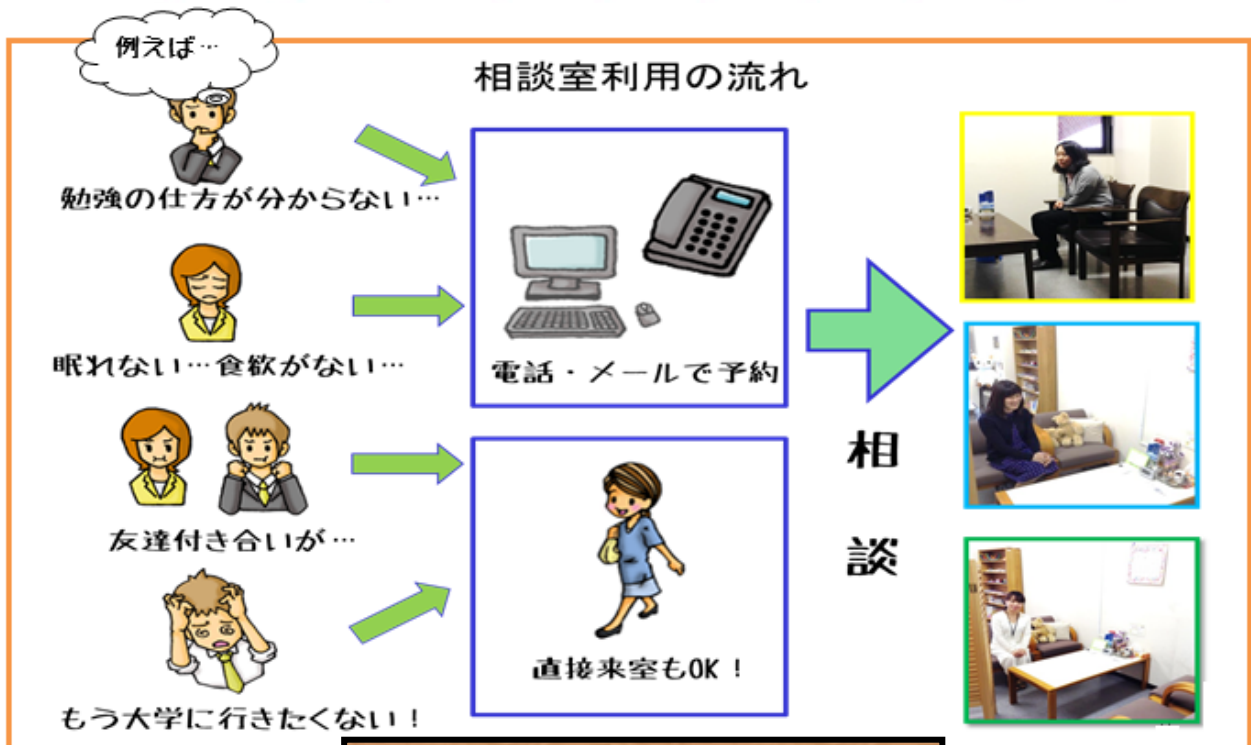 例えば…
相談室利用の流れ
勉強の仕方が分からない…
眠れない…食欲がない…
友達付き合いが…
もう大学に行きたくない！
電話・メールで予約
直接来室もOK！
相談